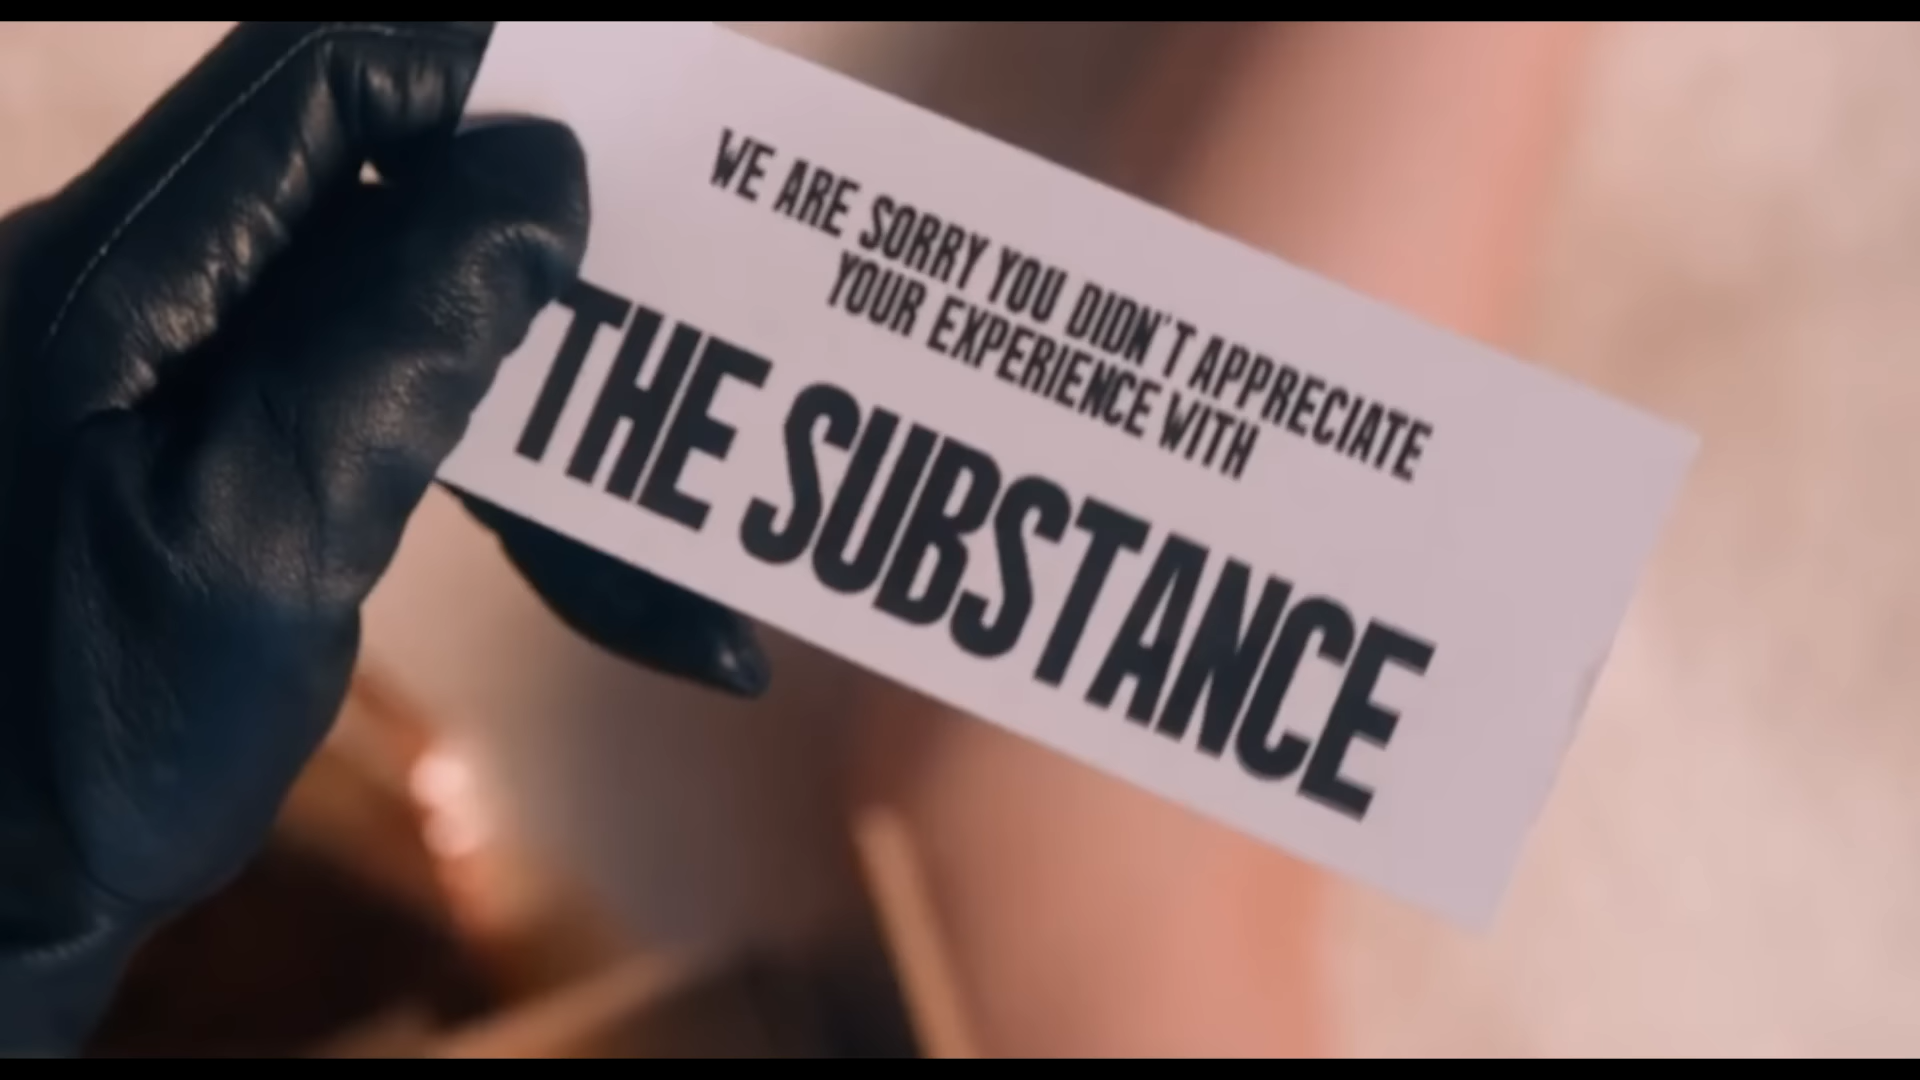 WE ARE SORRY YOU DIDN'T APPRECIATE
YOUR EXPERIENCE WITH
THE SUBSTANCE